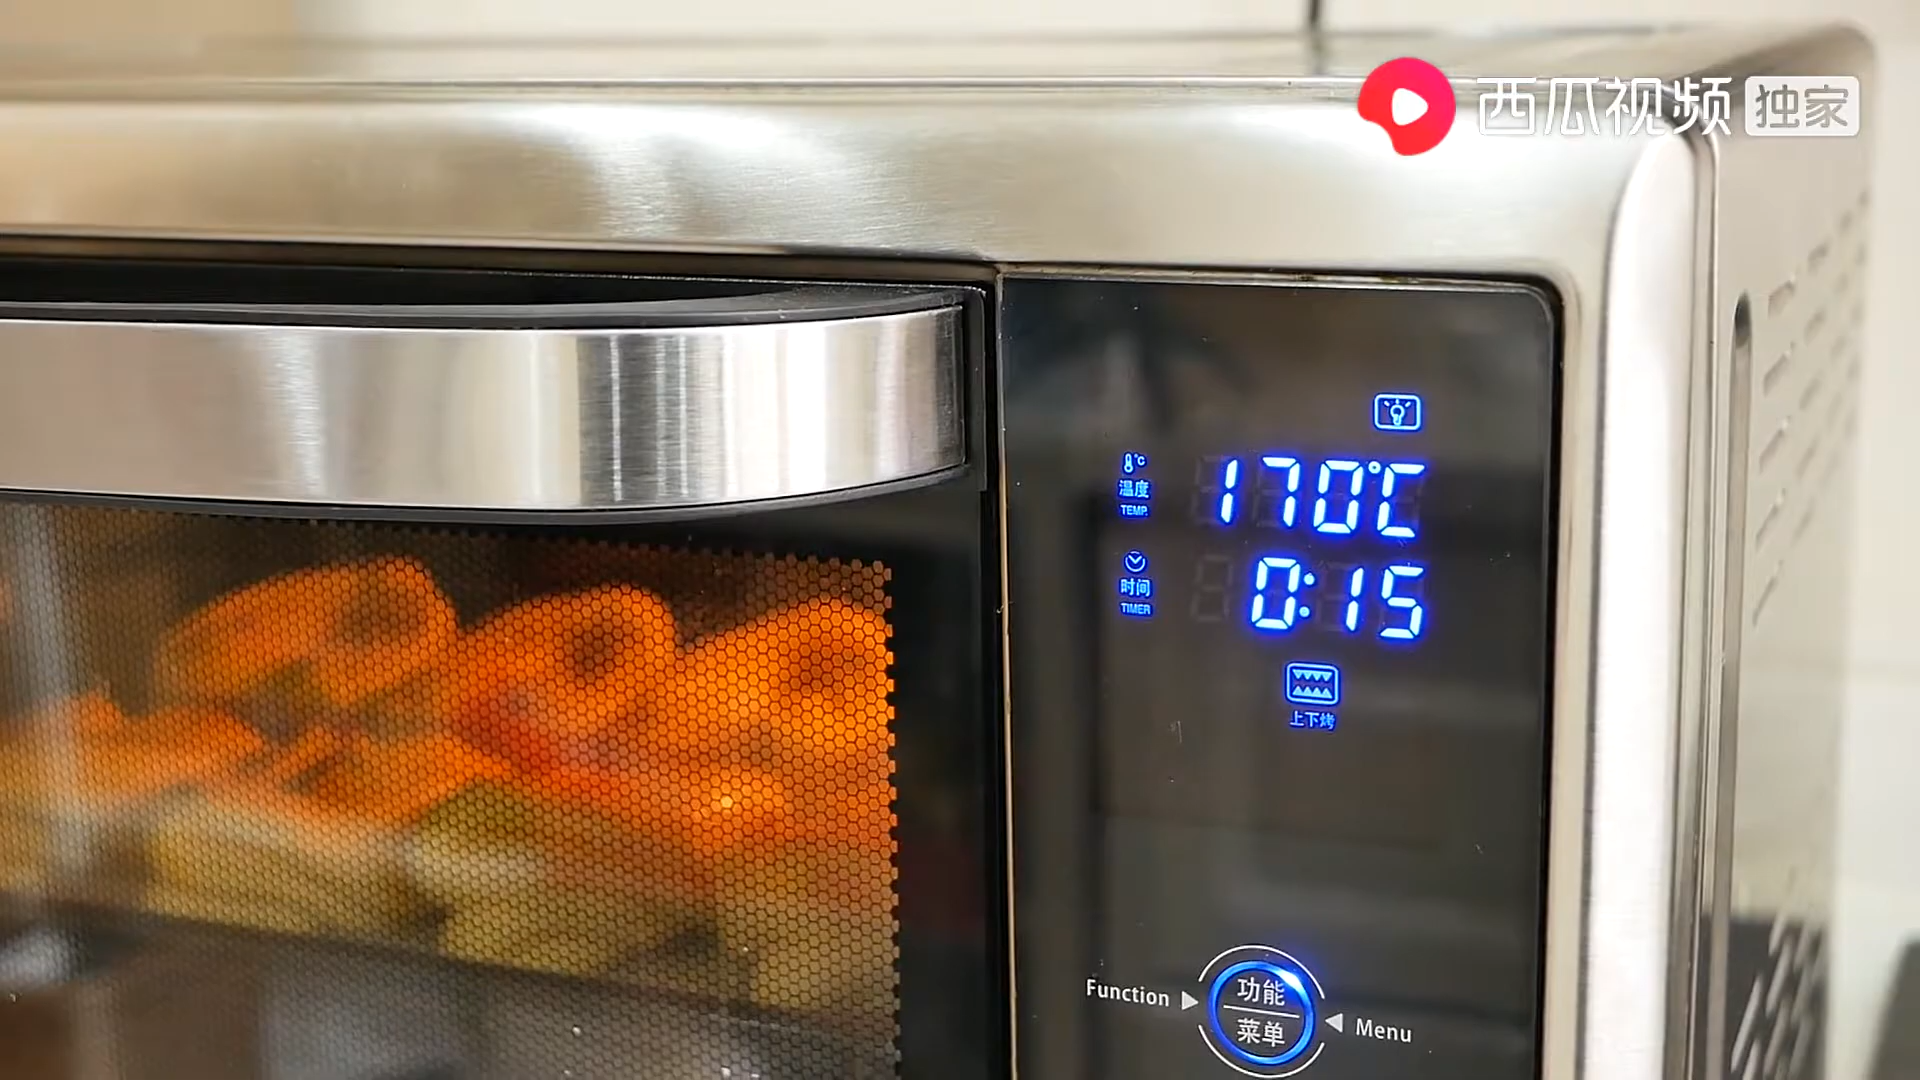 西瓜视频 独家
°C
温度
TEMP.
170°C
时间
TIMER
0:15
上下烤
Function
功能
菜单
Menu